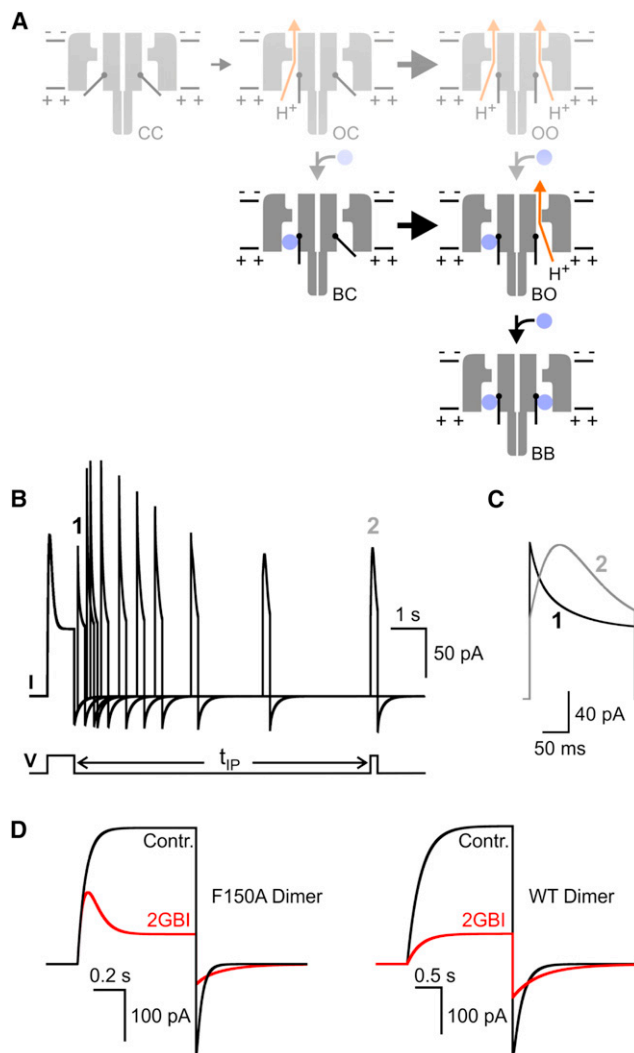 A
- - - - - -
+ + + + + +
CC
H+
OC
H+
H+
OO
- - - -
+ + + +
BC
H+
BO
- - - -
+ + + +
BB
B
1
2
1 s
50 pA
I
V
tIP
C
2
1
40 pA
50 ms
D
Contr.
2GBI
F150A Dimer
0.2 s
100 pA
Contr.
2GBI
WT Dimer
0.5 s
100 pA